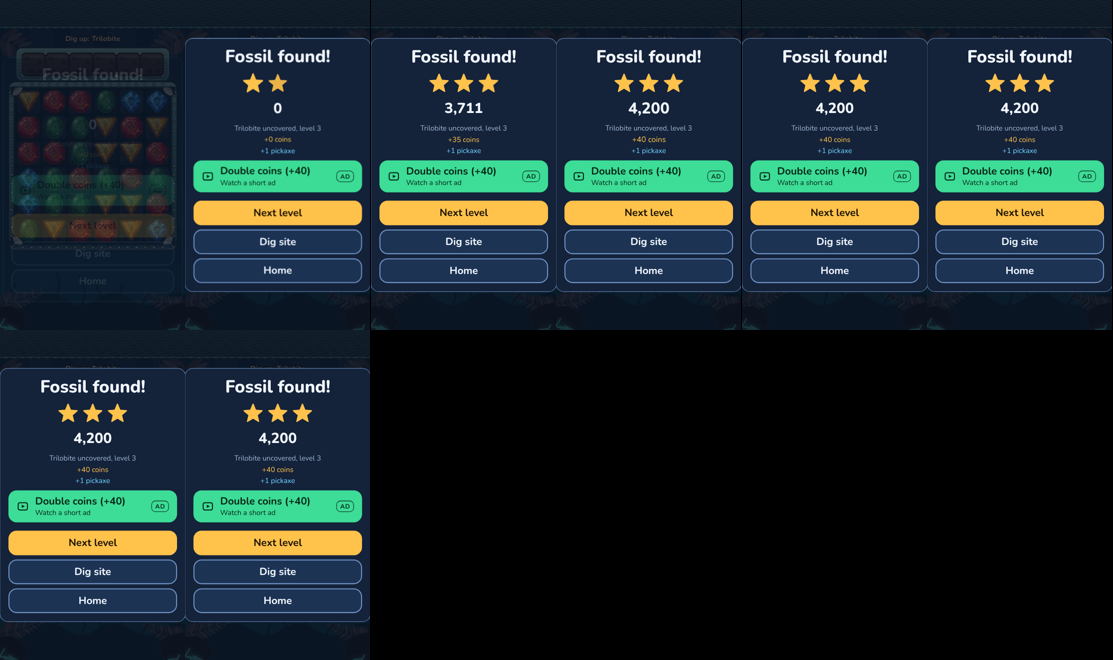 Dig up: Trilobite
Fossil found!
0
Double coins (+40)
Next level
Dig site
Home
Fossil found!
0
Trilobite uncovered, level 3
+0 coins
+1 pickaxe
Double coins (+40)
Watch a short ad
AD
Next level
Dig site
Home
Fossil found!
3,711
Trilobite uncovered, level 3
+35 coins
+1 pickaxe
Double coins (+40)
Watch a short ad
AD
Next level
Dig site
Home
Fossil found!
4,200
Trilobite uncovered, level 3
+40 coins
+1 pickaxe
Double coins (+40)
Watch a short ad
AD
Next level
Dig site
Home
Fossil found!
4,200
Trilobite uncovered, level 3
+40 coins
+1 pickaxe
Double coins (+40)
Watch a short ad
AD
Next level
Dig site
Home
Fossil found!
4,200
Trilobite uncovered, level 3
+40 coins
+1 pickaxe
Double coins (+40)
Watch a short ad
AD
Next level
Dig site
Home
Fossil found!
4,200
Trilobite uncovered, level 3
+40 coins
+1 pickaxe
Double coins (+40)
Watch a short ad
AD
Next level
Dig site
Home
Fossil found!
4,200
Trilobite uncovered, level 3
+40 coins
+1 pickaxe
Double coins (+40)
Watch a short ad
AD
Next level
Dig site
Home